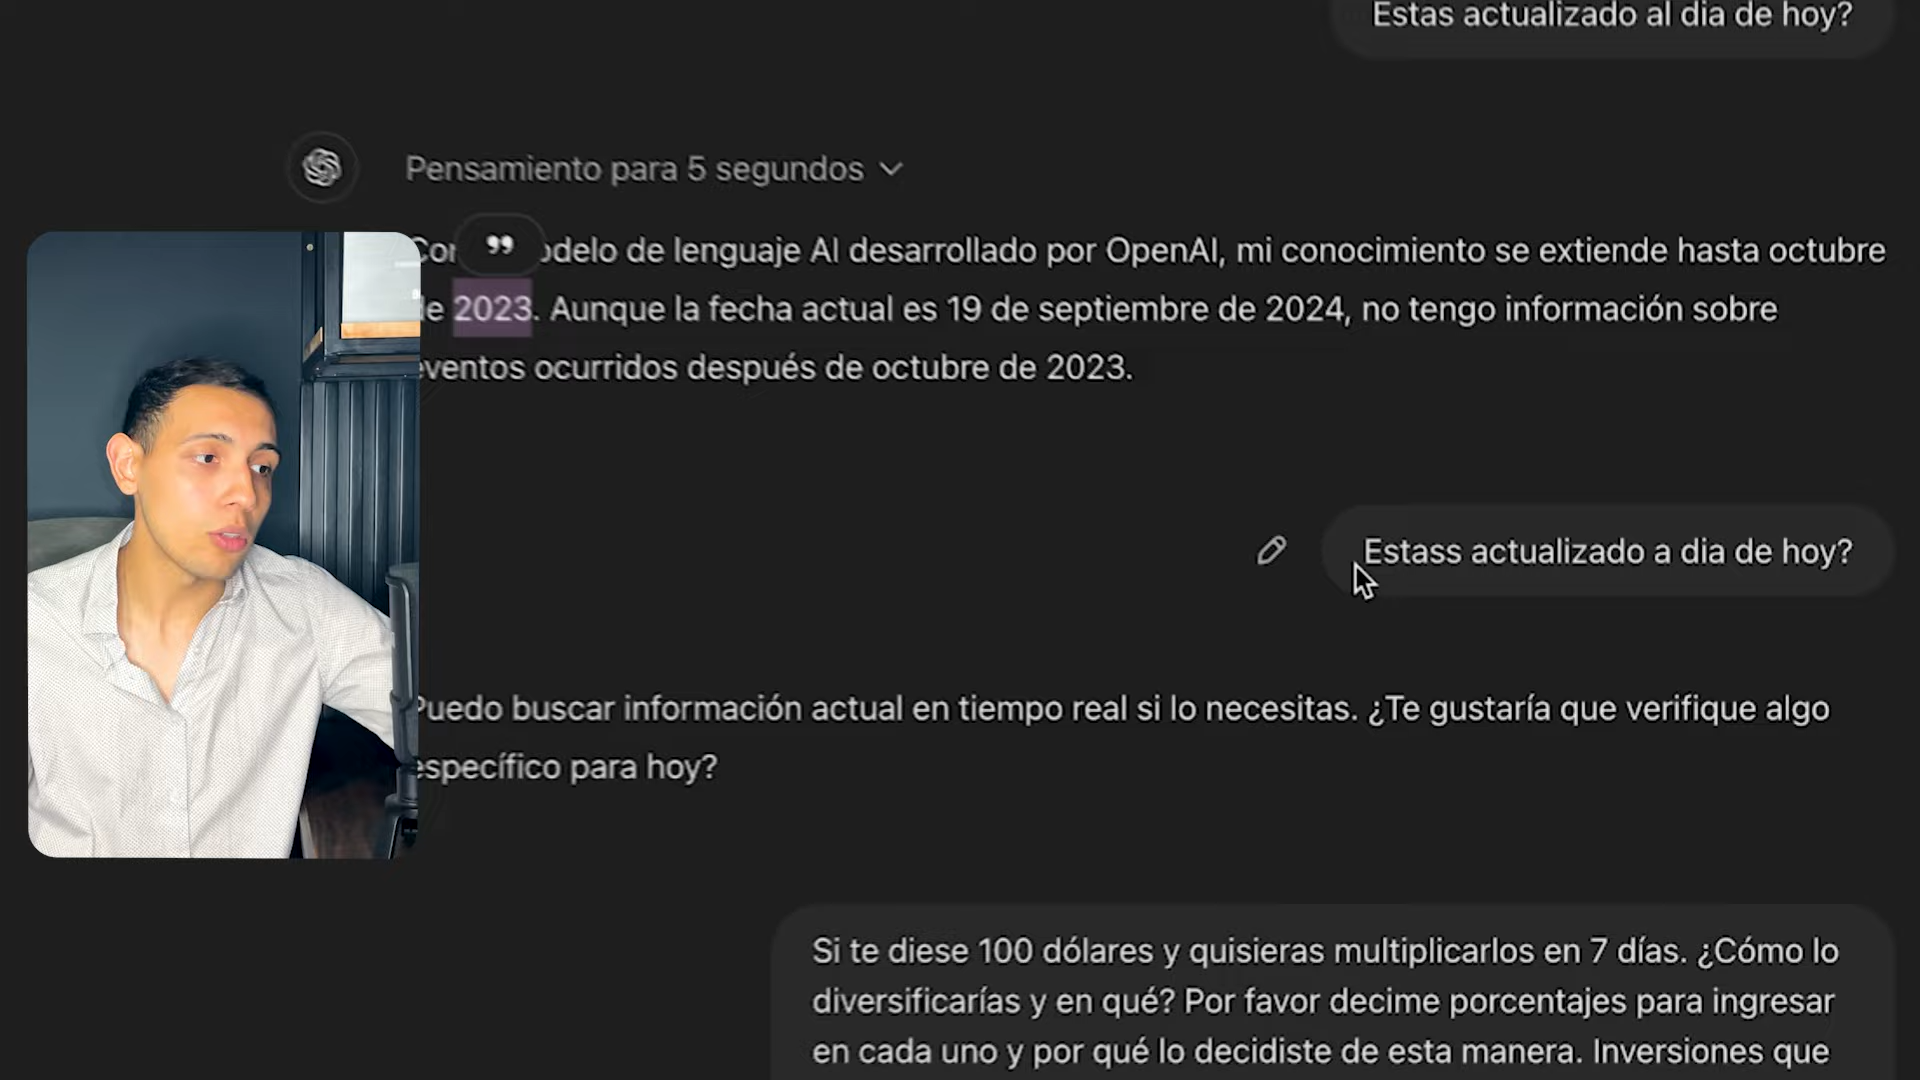 Estas actualizado al dia de hoy?
Pensamiento para 5 segundos
delo de lenguaje AI desarrollado por OpenAI, mi conocimiento se extiende hasta octubre
de 2023. Aunque la fecha actual es 19 de septiembre de 2024, no tengo información sobre
eventos ocurridos después de octubre de 2023.
Estass actualizado a dia de hoy?
Puedo buscar información actual en tiempo real si lo necesitas. ¿Te gustaría que verifique algo
específico para hoy?
Si te diese 100 dólares y quisieras multiplicarlos en 7 días. ¿Cómo lo
diversificarías y en qué? Por favor decime porcentajes para ingresar
en cada uno y por qué lo decidiste de esta manera. Inversiones que